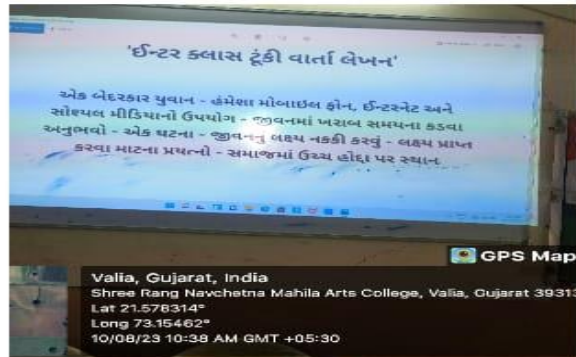 'ઈન્ટર ક્લાસ ટૂંકી વાર્તા લેખન'
એક બેદરકાર યુવાન - હંમેશા મોબાઇલ ફોન, ઈન્ટરનેટ અને
સોશ્યલ મીડિયાનો ઉપયોગ - જીવનમાં ખરાબ સમયના કડવા
અનુભવો - એક ઘટના - જીવનનુ લક્ષ્ય નક્કી કરવુ - લક્ષ્ય પ્રાપ્ત
કરવા માટેના પ્રયત્નો - સમાજમાં ઉચ્ચ હોદ્દા પર સ્થાન
GPS Map
Valia, Gujarat, India
Shree Rang Navchetna Mahila Arts College, Valia, Gujarat 39313
Lat 21.578314°
Long 73.15462°
10/08/23 10:38 AM GMT +05:30